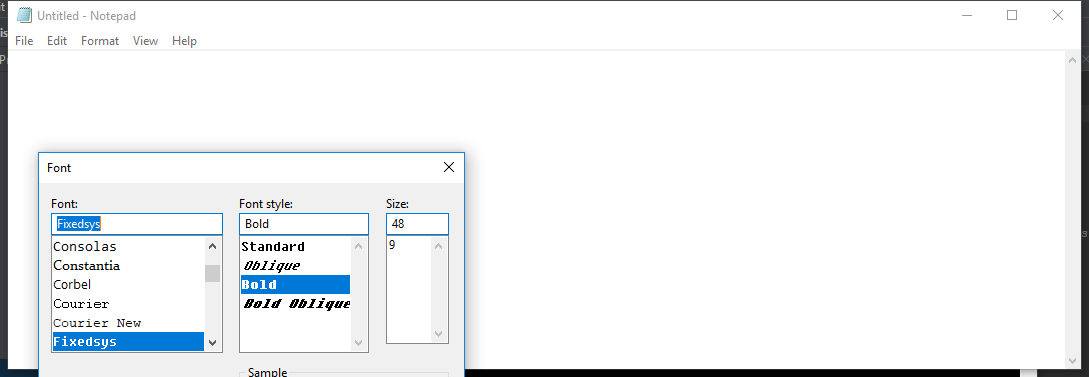 Untitled - Notepad
File Edit Format View Help
Font
Font: Font style: Size:
Fixedsys Bold 48
Consolas Standard 9
Constantia Oblique
Corbel Bold
Courier Bold Oblique
Courier New
Fixedsys
Sample